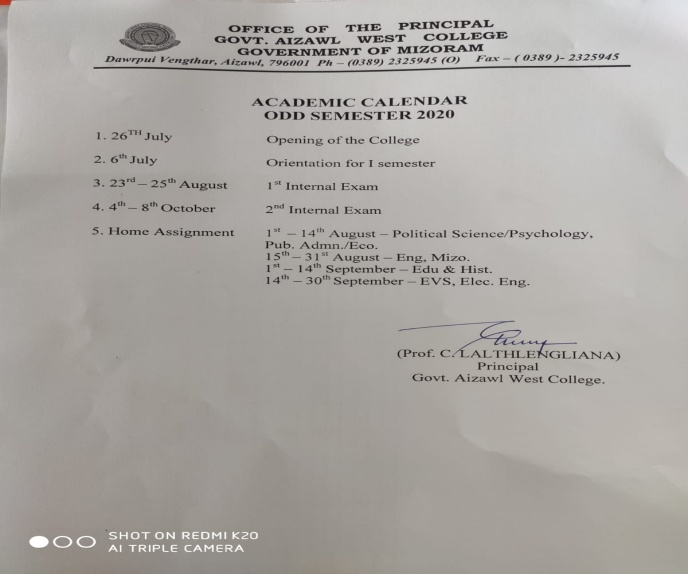 OFFICE OF THE PRINCIPAL
GOVT. AIZAWL WEST COLLEGE
GOVERNMENT OF MIZORAM
Dawrpui Vengthar, Aizawl, 796001 Ph – (0389) 2325945 (O) Fax – ( 0389 )- 2325945
ACADEMIC CALENDAR
ODD SEMESTER 2020
1. 26TH July Opening of the College
2. 6th July Orientation for I semester
3. 23rd – 25th August 1st Internal Exam
4. 4th – 8th October 2nd Internal Exam
5. Home Assignment 1st – 14th August – Political Science/Psychology,
Pub. Admn./Eco.
15th – 31st August – Eng, Mizo.
1st – 14th September – Edu & Hist.
14th – 30th September – EVS, Elec. Eng.
(Prof. C. LALTHLENGLIANA)
Principal
Govt. Aizawl West College.
SHOT ON REDMI K20
AI TRIPLE CAMERA